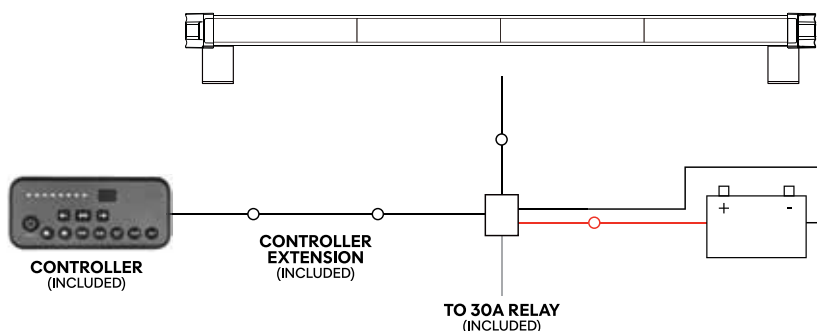 + -
CONTROLLER
(INCLUDED)
CONTROLLER
EXTENSION
(INCLUDED)
TO 30A RELAY
(INCLUDED)